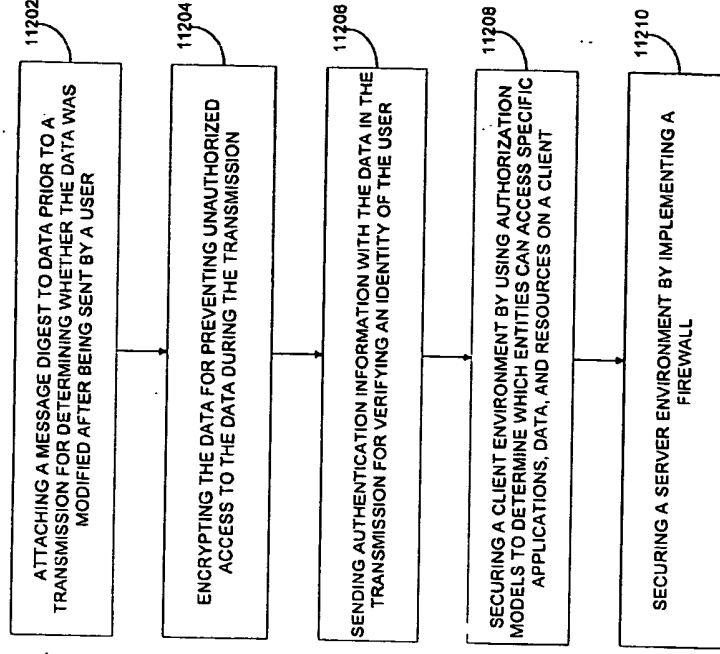 11202
ATTACHING A MESSAGE DIGEST TO DATA PRIOR TO A
TRANSMISSION FOR DETERMINING WHETHER THE DATA WAS
MODIFIED AFTER BEING SENT BY A USER
11204
ENCRYPTING THE DATA FOR PREVENTING UNAUTHORIZED
ACCESS TO THE DATA DURING THE TRANSMISSION
11206
SENDING AUTHENTICATION INFORMATION WITH THE DATA IN THE
TRANSMISSION FOR VERIFYING AN IDENTITY OF THE USER
11208
SECURING A CLIENT ENVIRONMENT BY USING AUTHORIZATION
MODELS TO DETERMINE WHICH ENTITIES CAN ACCESS SPECIFIC
APPLICATIONS, DATA, AND RESOURCES ON A CLIENT
11210
SECURING A SERVER ENVIRONMENT BY IMPLEMENTING A
FIREWALL